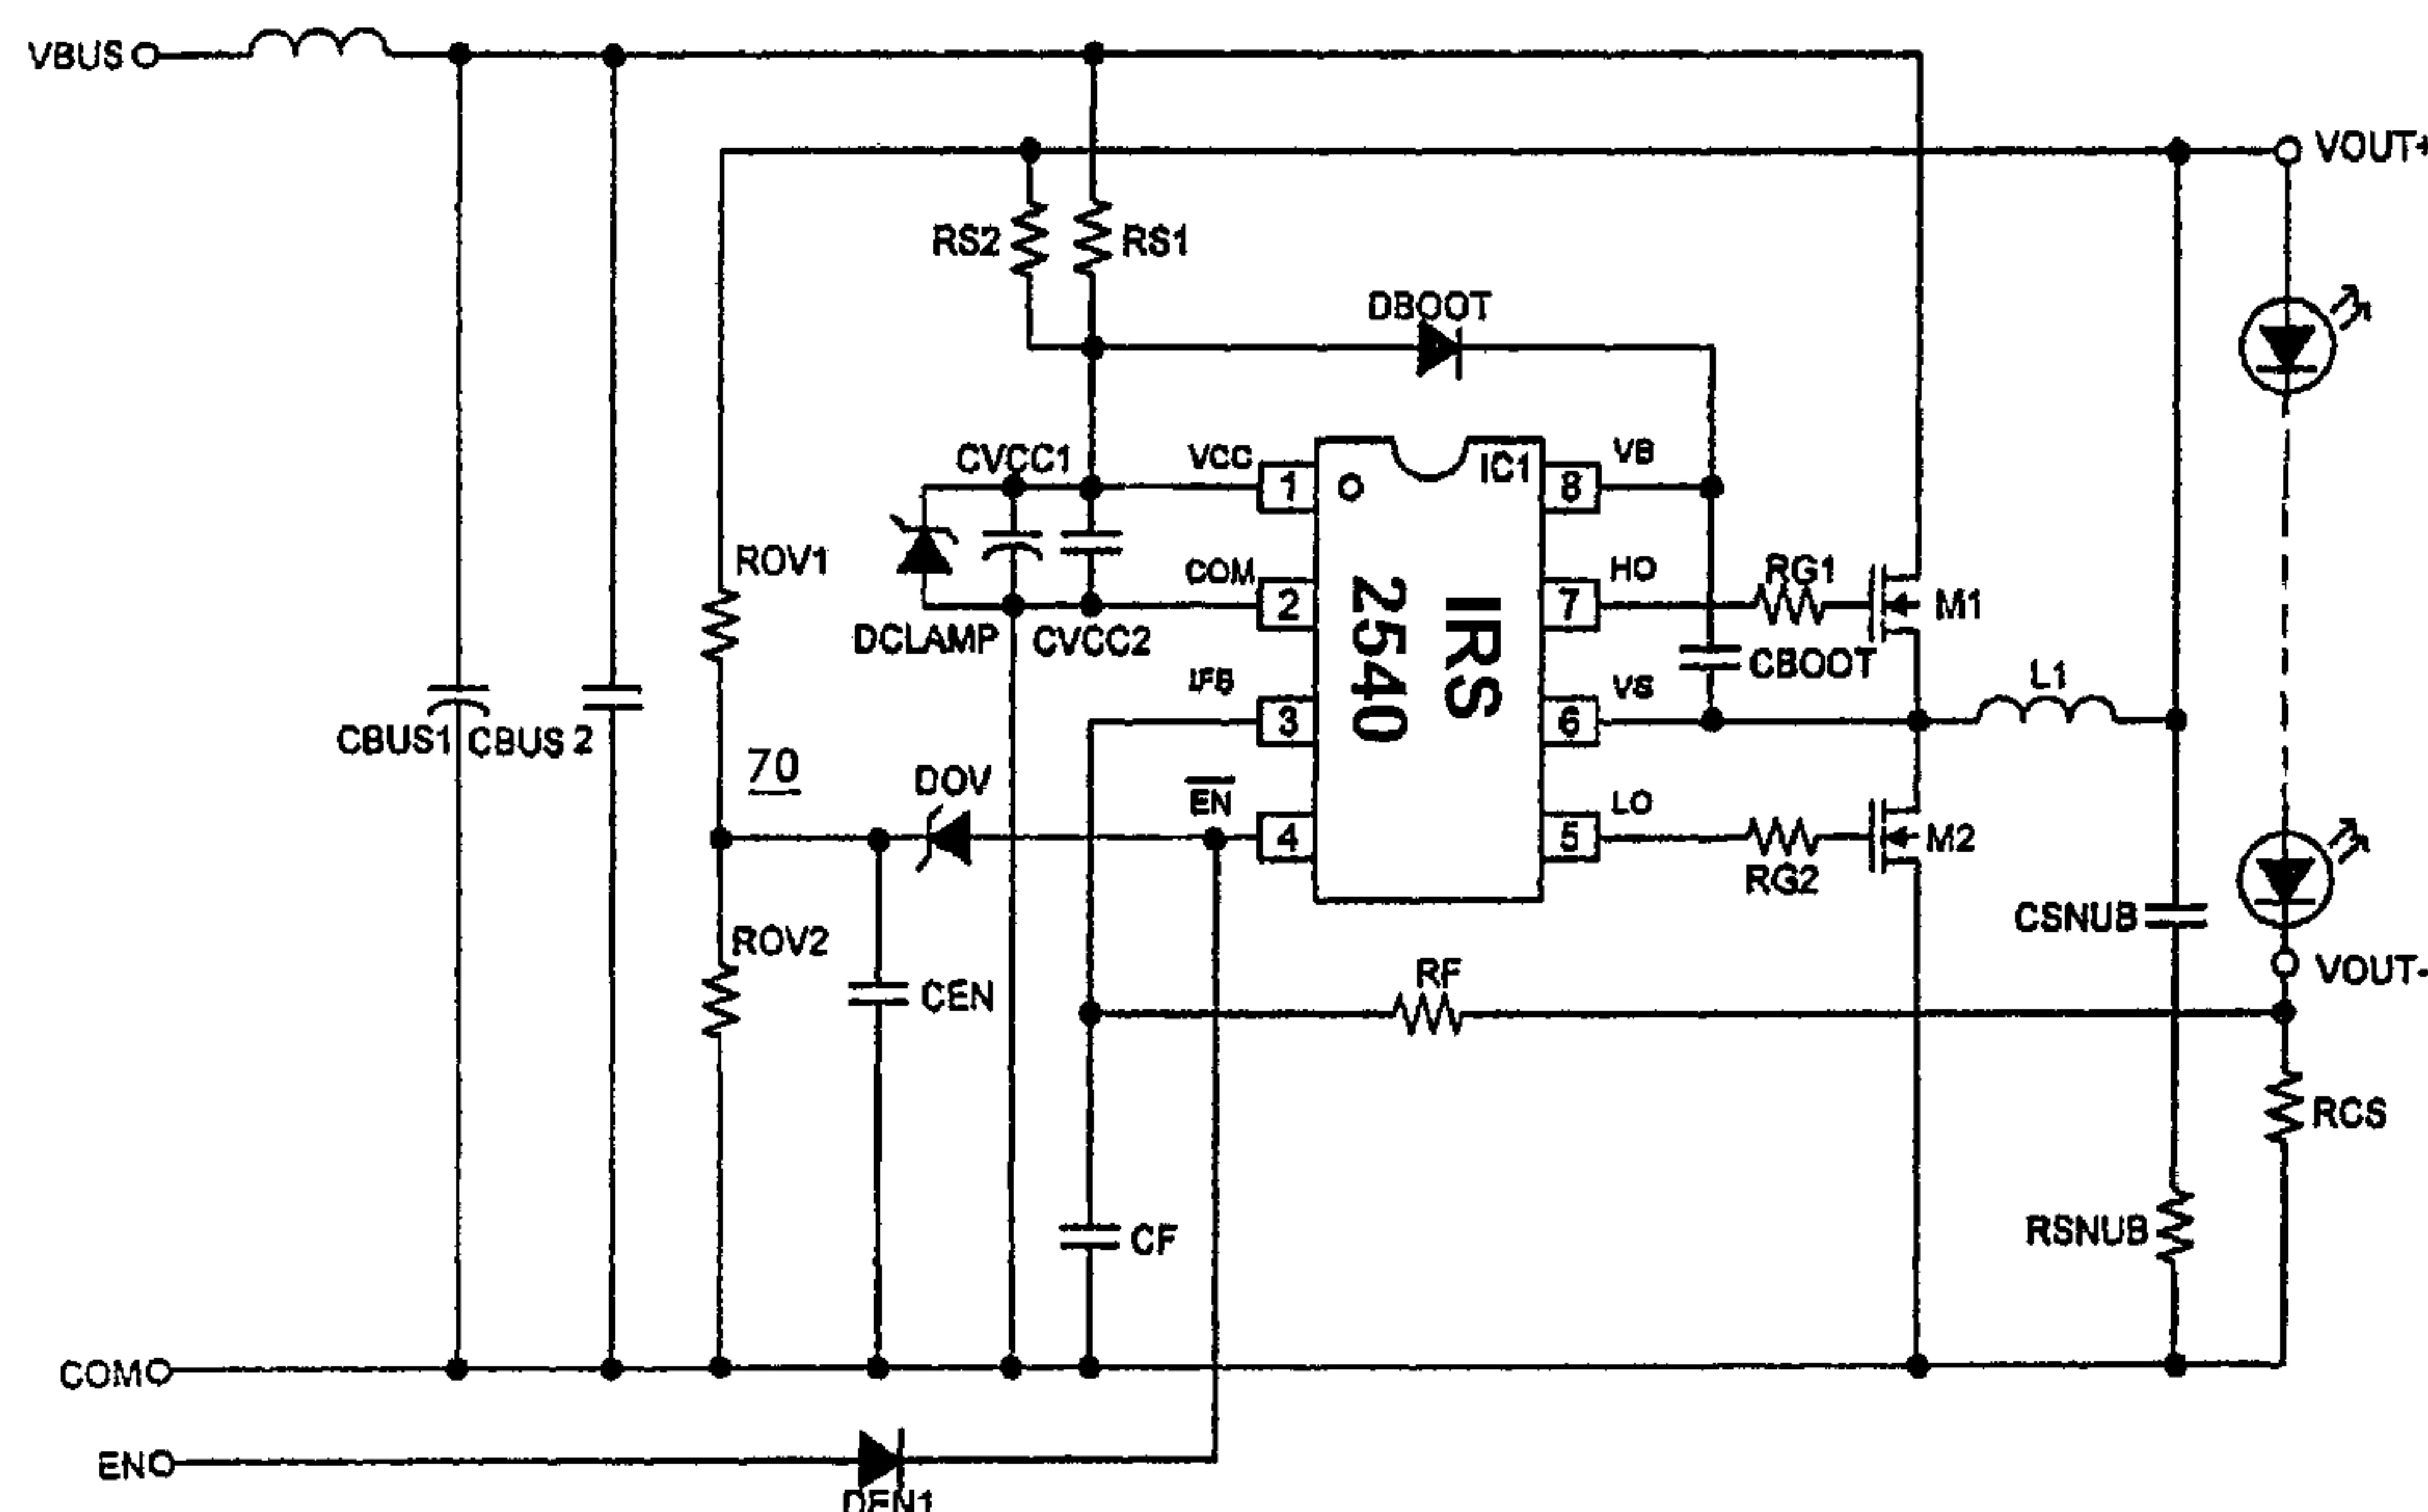 VBUS
VOUT+
RS2
RS1
DBOOT
CVCC1
VCC
1
IC1
8
VB
ROV1
COM
2
7
HO
RG1
M1
DCLAMP
CVCC2
IRS
2540
CBOOT
IFB
3
6
VS
L1
CBUS1
CBUS 2
70
DOV
EN
4
5
LO
M2
RG2
ROV2
CSNUB
CEN
RF
VOUT-
RCS
CF
RSNUB
COM
EN
DEN1